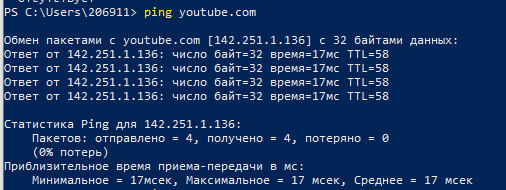 PS C:\Users\206911> ping youtube.com
Обмен пакетами с youtube.com [142.251.1.136] с 32 байтами данных:
Ответ от 142.251.1.136: число байт=32 время=17мс TTL=58
Ответ от 142.251.1.136: число байт=32 время=17мс TTL=58
Ответ от 142.251.1.136: число байт=32 время=17мс TTL=58
Ответ от 142.251.1.136: число байт=32 время=17мс TTL=58
Статистика Ping для 142.251.1.136:
Пакетов: отправлено = 4, получено = 4, потеряно = 0
(0% потерь)
Приблизительное время приема-передачи в мс:
Минимальное = 17мсек, Максимальное = 17 мсек, Среднее = 17 мсек